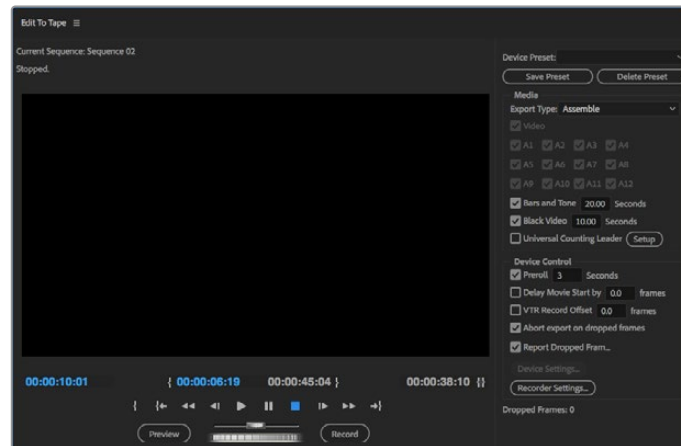 Edit To Tape
Current Sequence: Sequence 02
Stopped.
00:00:10:01
{ 00:00:06:19
00:00:45:04 }
00:00:38:10 {}
Preview
Record
Device Preset:
Save Preset
Delete Preset
Media
Export Type: Assemble
Video
A1 A2 A3 A4
A5 A6 A7 A8
A9 A10 A11 A12
Bars and Tone 20.00 Seconds
Black Video 10.00 Seconds
Universal Counting Leader Setup
Device Control
Preroll 3 Seconds
Delay Movie Start by 0.0 frames
VTR Record Offset 0.0 frames
Abort export on dropped frames
Report Dropped Fram...
Device Settings...
Recorder Settings...
Dropped Frames: 0